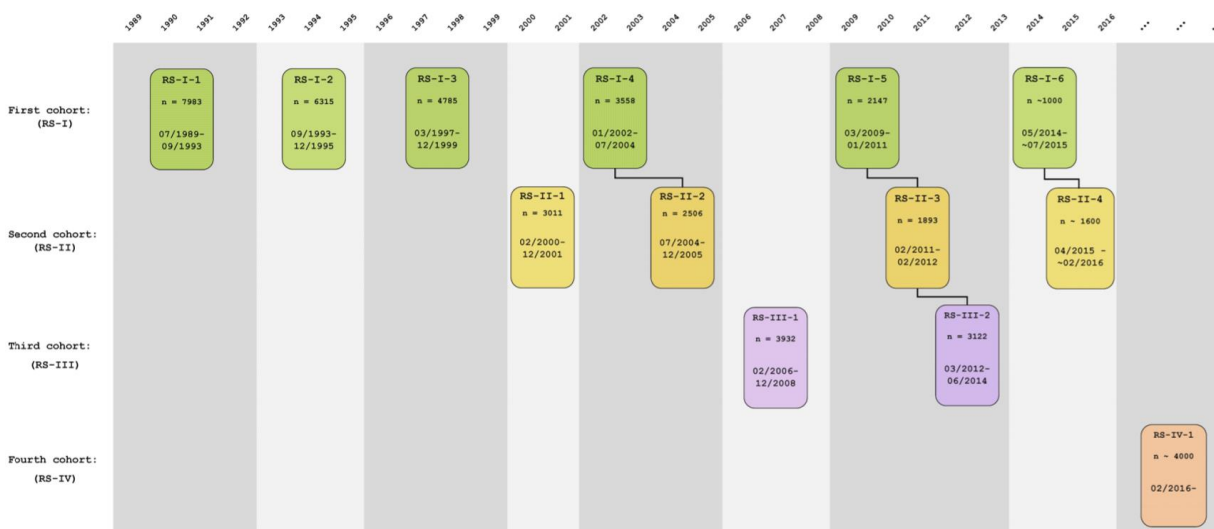 1989 1990 1991 1992 1993 1994 1995 1996 1997 1998 1999 2000 2001 2002 2003 2004 2005 2006 2007 2008 2009 2010 2011 2012 2013 2014 2015 2016 ... ...
First cohort:
(RS-I)
RS-I-1
n = 7983
07/1989-
09/1993
RS-I-2
n = 6315
09/1993-
12/1995
RS-I-3
n = 4785
03/1997-
12/1999
RS-I-4
n = 3558
01/2002-
07/2004
RS-I-5
n = 2147
03/2009-
01/2011
RS-I-6
n ~1000
05/2014-
~07/2015
Second cohort:
(RS-II)
RS-II-1
n = 3011
02/2000-
12/2001
RS-II-2
n = 2506
07/2004-
12/2005
RS-II-3
n = 1893
02/2011-
02/2012
RS-II-4
n ~ 1600
04/2015 -
~02/2016
Third cohort:
(RS-III)
RS-III-1
n = 3932
02/2006-
12/2008
RS-III-2
n = 3122
03/2012-
06/2014
Fourth cohort:
(RS-IV)
RS-IV-1
n ~ 4000
02/2016-